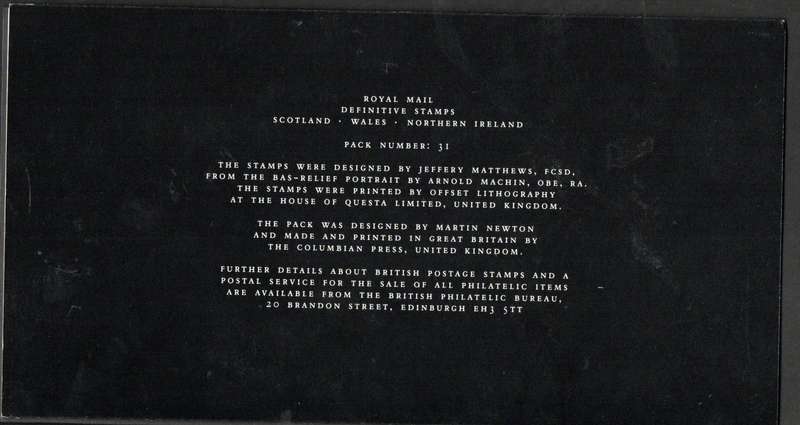 ROYAL MAIL
DEFINITIVE STAMPS
SCOTLAND · WALES · NORTHERN IRELAND
PACK NUMBER: 31
THE STAMPS WERE DESIGNED BY JEFFERY MATTHEWS, FCSD,
FROM THE BAS-RELIEF PORTRAIT BY ARNOLD MACHIN, OBE, RA.
THE STAMPS WERE PRINTED BY OFFSET LITHOGRAPHY
AT THE HOUSE OF QUESTA LIMITED, UNITED KINGDOM.
THE PACK WAS DESIGNED BY MARTIN NEWTON
AND MADE AND PRINTED IN GREAT BRITAIN BY
THE COLUMBIAN PRESS, UNITED KINGDOM.
FURTHER DETAILS ABOUT BRITISH POSTAGE STAMPS AND A
POSTAL SERVICE FOR THE SALE OF ALL PHILATELIC ITEMS
ARE AVAILABLE FROM THE BRITISH PHILATELIC BUREAU,
20 BRANDON STREET, EDINBURGH EH3 5TT